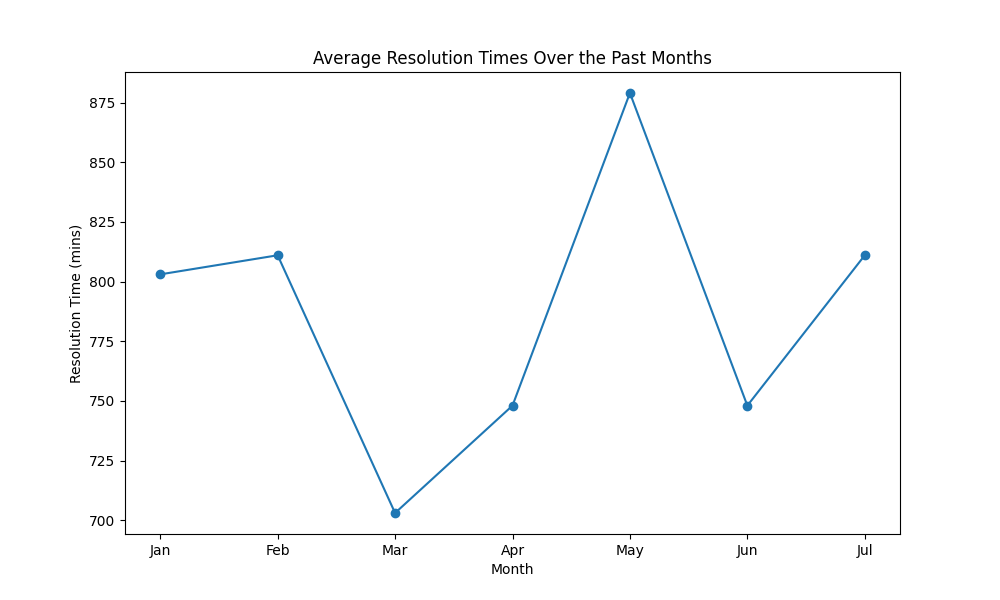 Average Resolution Times Over the Past Months
875
850
825
800
775
750
725
700
Resolution Time (mins)
Jan Feb Mar Apr May Jun Jul
Month